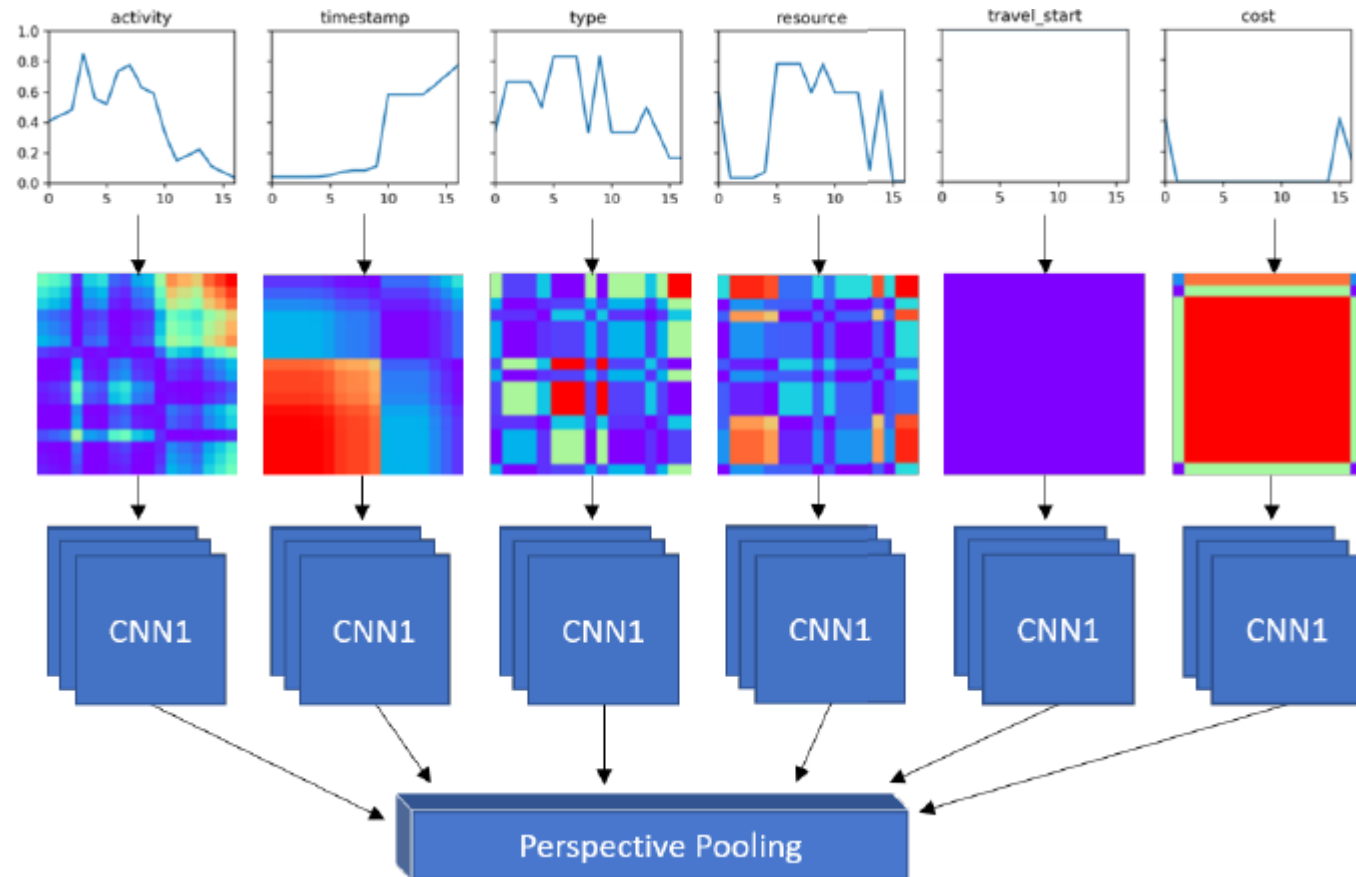 activity timestamp type resource travel_start cost
1.0
0.8
0.6
0.4
0.2
0.0
0 5 10 15 0 5 10 15 0 5 10 15 0 5 10 15 0 5 10 15 0 5 10 15
CNN1 CNN1 CNN1 CNN1 CNN1 CNN1
Perspective Pooling